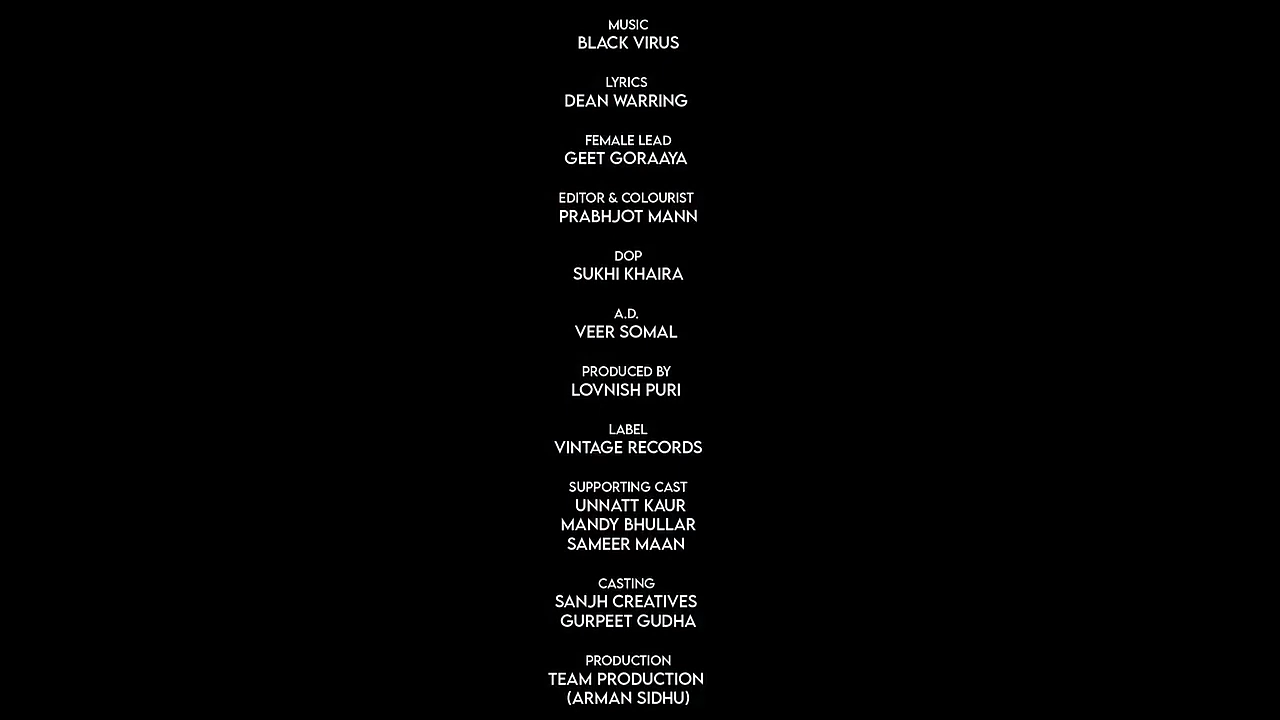 MUSIC
BLACK VIRUS
LYRICS
DEAN WARRING
FEMALE LEAD
GEET GORAAYA
EDITOR & COLOURIST
PRABHJOT MANN
DOP
SUKHI KHAIRA
A.D.
VEER SOMAL
PRODUCED BY
LOVNISH PURI
LABEL
VINTAGE RECORDS
SUPPORTING CAST
UNNATT KAUR
MANDY BHULLAR
SAMEER MAAN
CASTING
SANJH CREATIVES
GURPEET GUDHA
PRODUCTION
TEAM PRODUCTION
(ARMAN SIDHU)